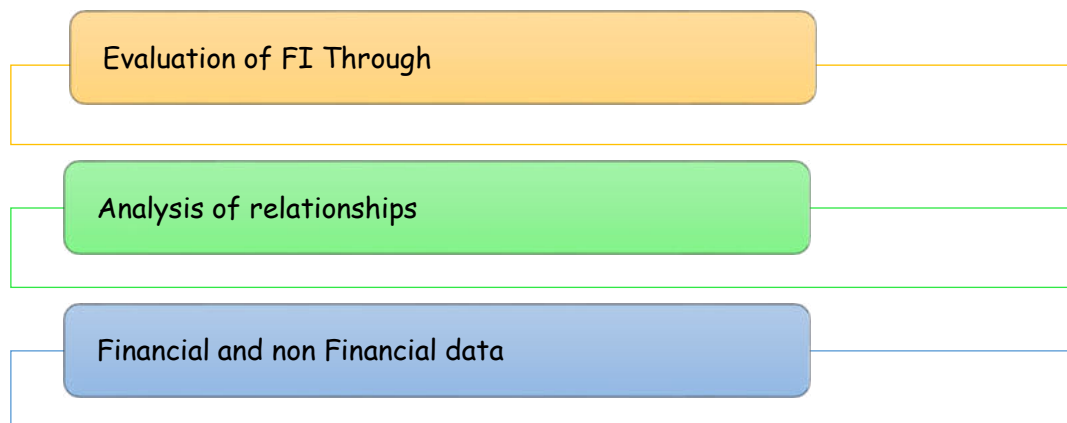 Evaluation of FI Through
Analysis of relationships
Financial and non Financial data